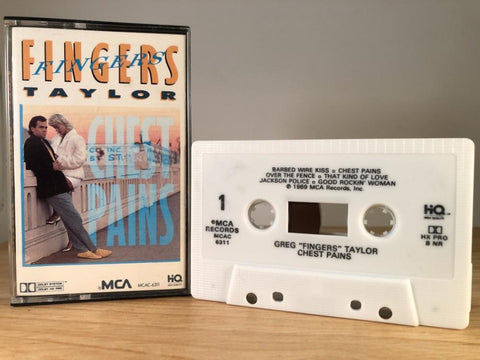 FINGERS
FINGERS
TAYLOR
CHEST
PAINS
MCA
MCAC-6311
HQ
BARBED WIRE KISS • CHEST PAINS
OVER THE FENCE • THAT KIND OF LOVE
JACKSON POLICE • GOOD ROCKIN' WOMAN
℗ 1989 MCA Records, Inc.
1
MCA
RECORDS
MCAC
6311
GREG "FINGERS" TAYLOR
CHEST PAINS
HQ
HX PRO
B NR